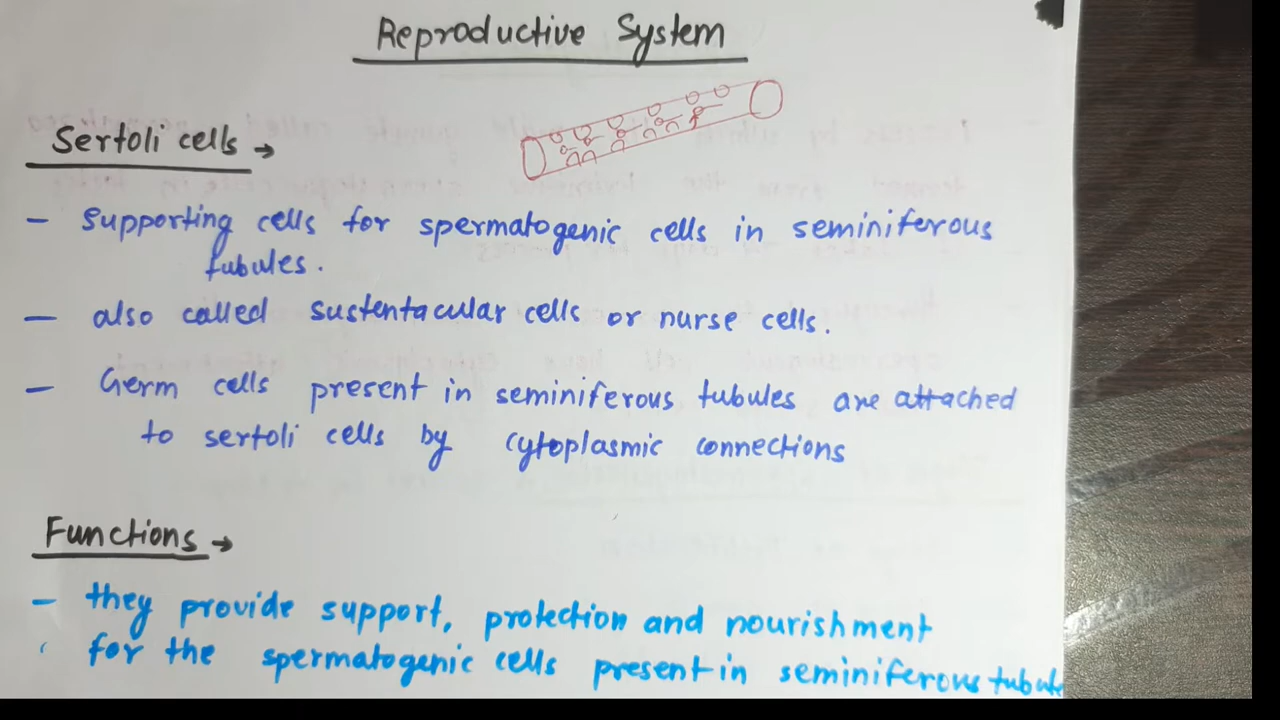 Reproductive System
Sertoli cells →
- Supporting cells for spermatogenic cells in seminiferous
tubules.
- also called sustentacular cells or nurse cells.
- Germ cells present in seminiferous tubules are attached
to sertoli cells by cytoplasmic connections
Functions →
- they provide support, protection and nourishment
for the spermatogenic cells present in seminiferous tubule